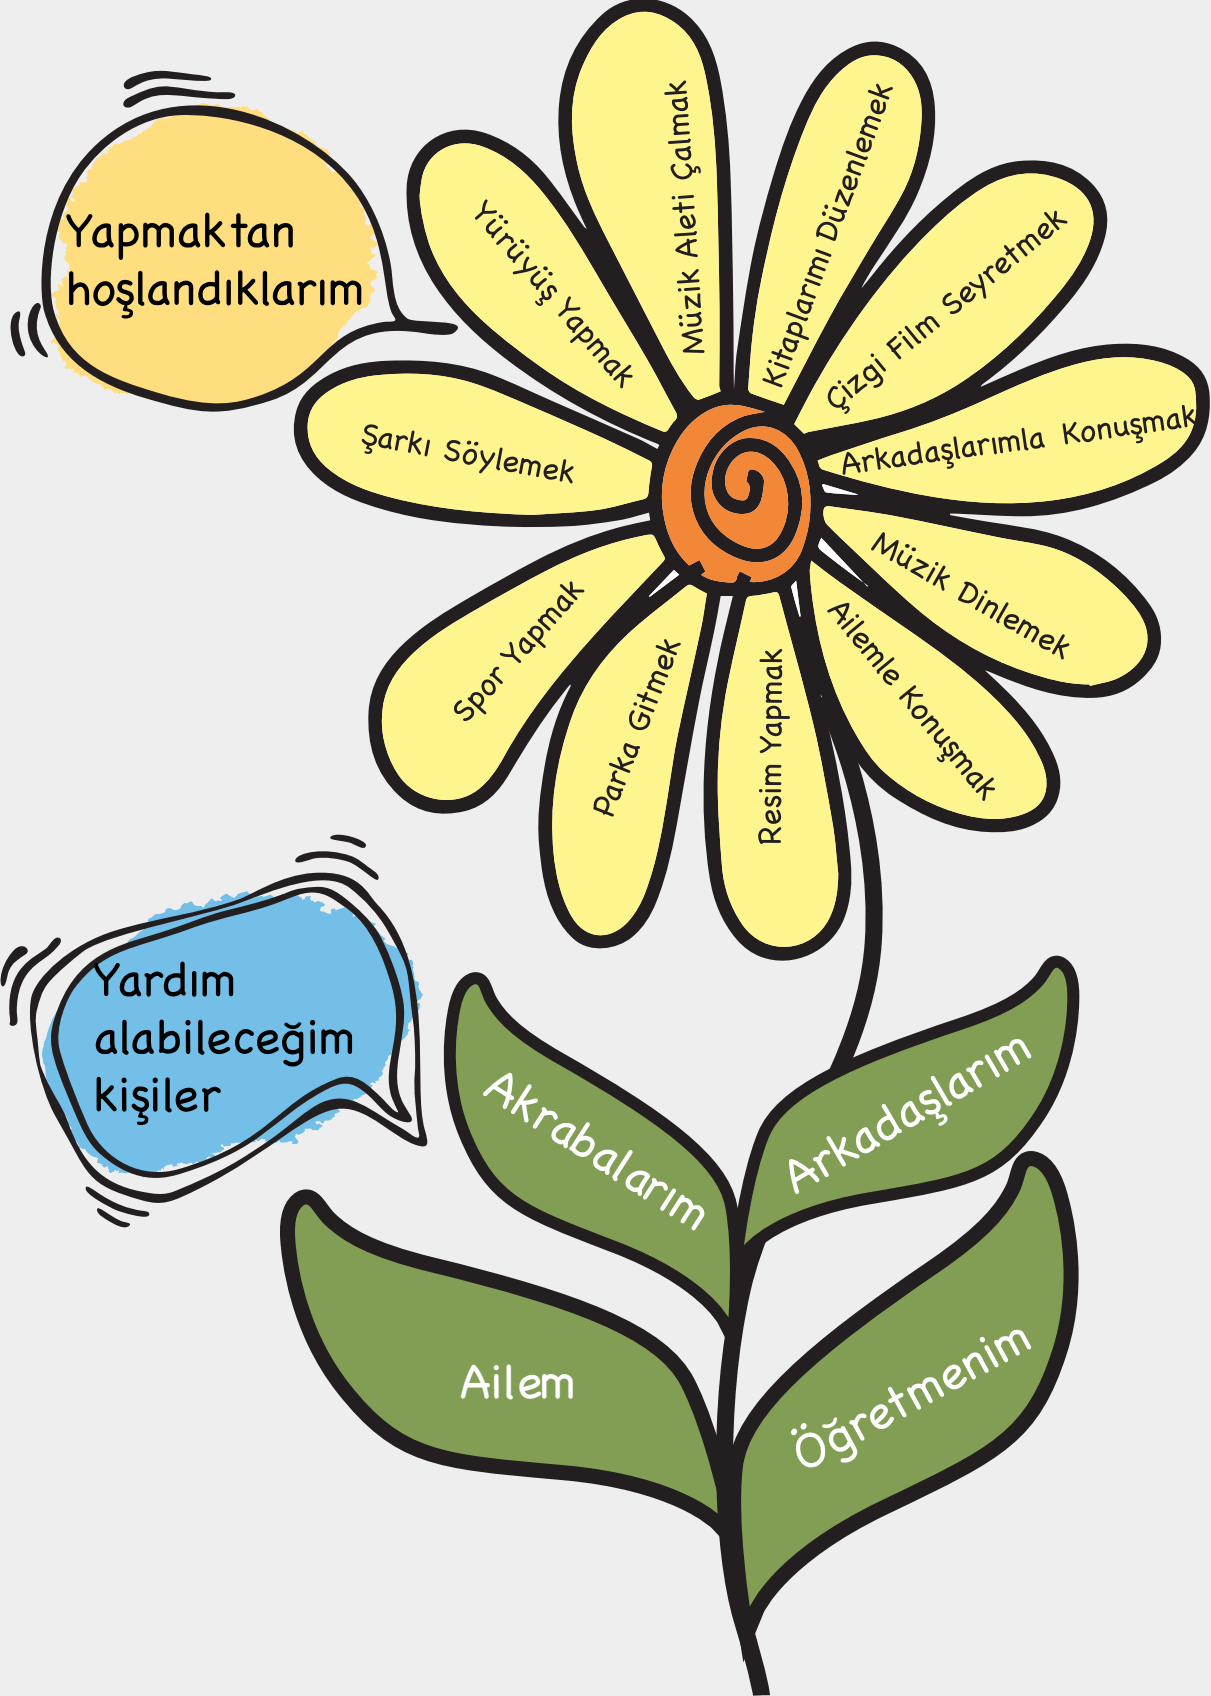 Yapmaktan
hoşlandıklarım
Müzik Aleti Çalmak
Kitaplarımı Düzenlemek
Çizgi Film Seyretmek
Arkadaşlarımla Konuşmak
Müzik Dinlemek
Ailemle Konuşmak
Resim Yapmak
Parka Gitmek
Spor Yapmak
Şarkı Söylemek
Yürüyüş Yapmak
Yardım
alabileceğim
kişiler
Akrabalarım
Arkadaşlarım
Ailem
Öğretmenim